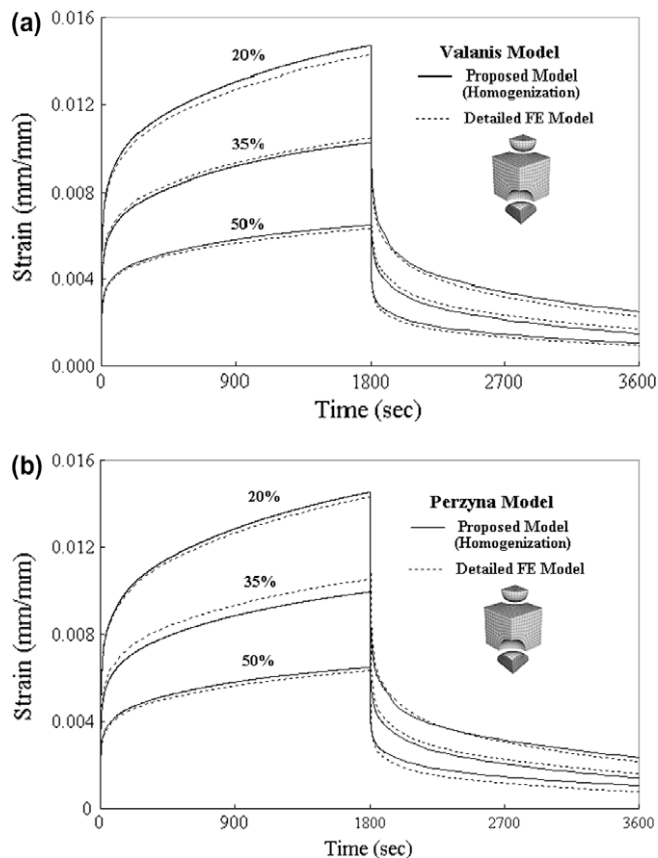 (a)
0.016
0.012
0.008
0.004
0.000
Strain (mm/mm)
20%
35%
50%
Valanis Model
Proposed Model
(Homogenization)
Detailed FE Model
0
900
1800
2700
3600
Time (sec)
(b)
0.016
0.012
0.008
0.004
0
Strain (mm/mm)
20%
35%
50%
Perzyna Model
Proposed Model
(Homogenization)
Detailed FE Model
0
900
1800
2700
3600
Time (sec)